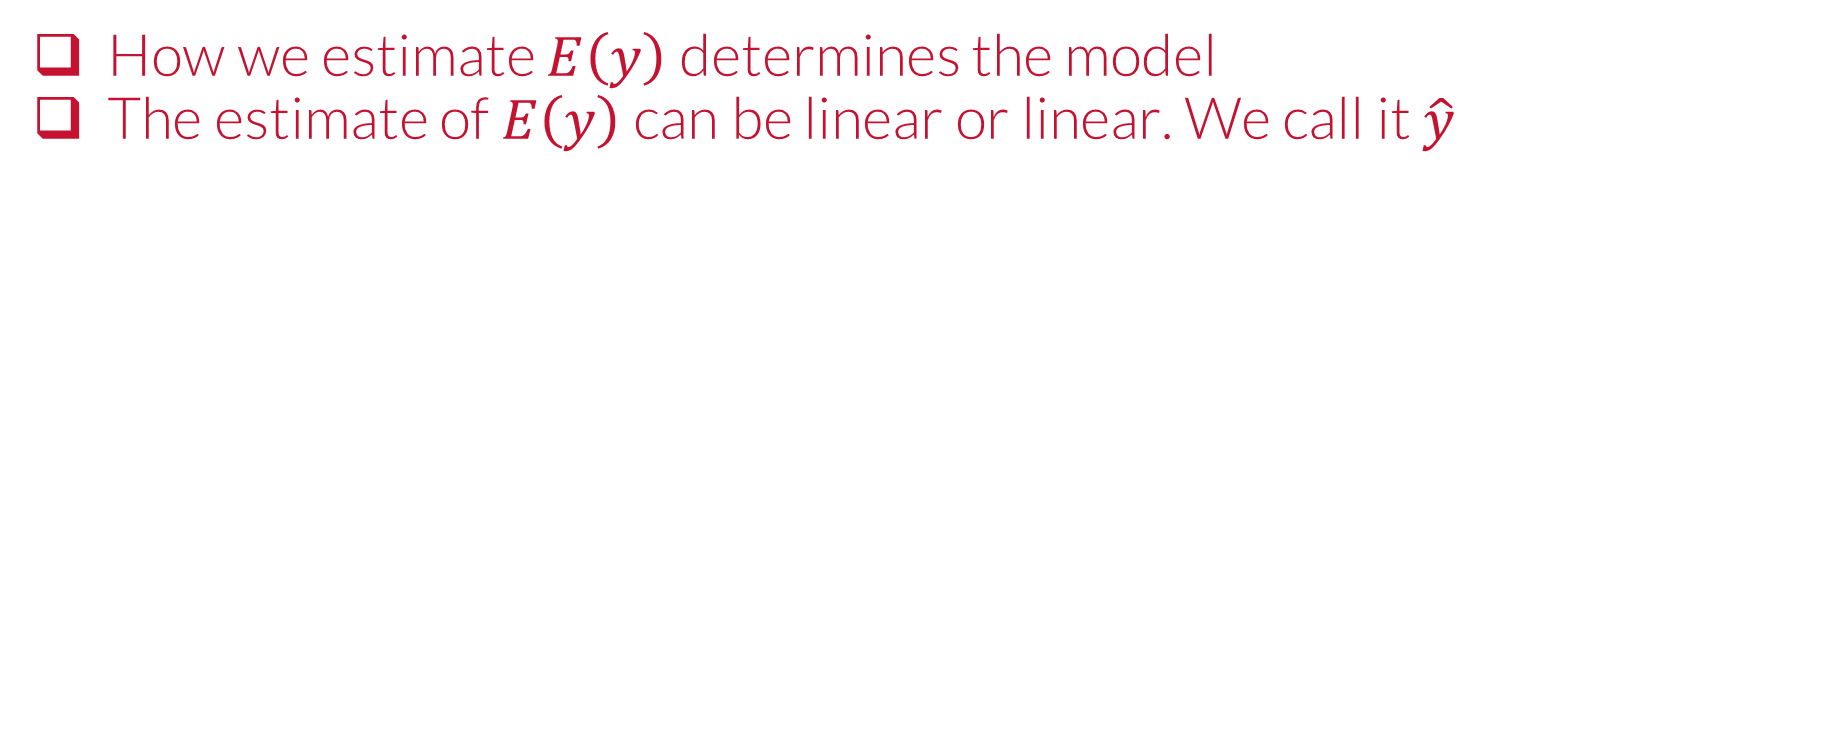 ❑ How we estimate E(y) determines the model
❑ The estimate of E(y) can be linear or linear. We call it ŷ